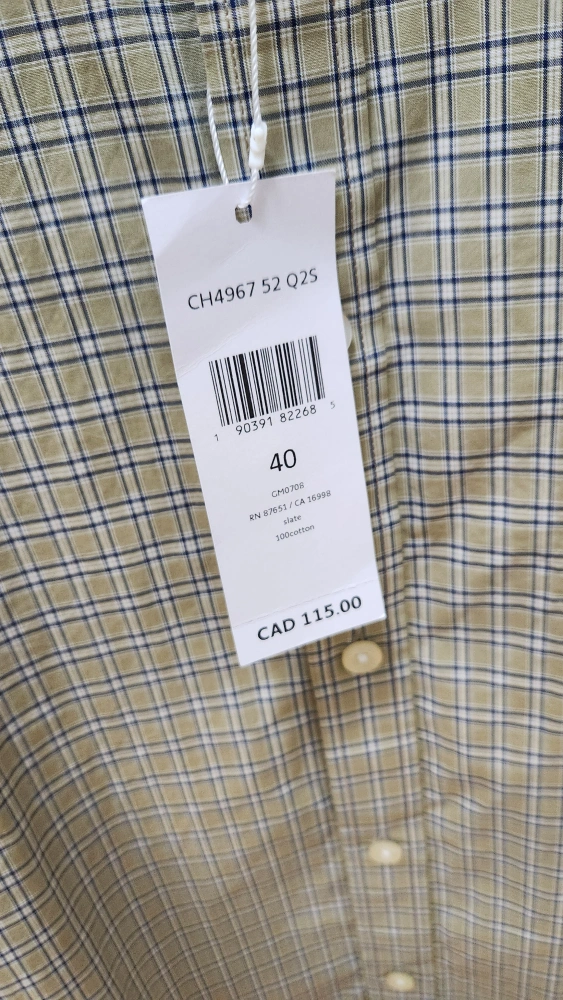 CH4967 52 Q2S
1 90391 82268 5
40
GM0708
RN 87651 / CA 16998
slate
100cotton
CAD 115.00